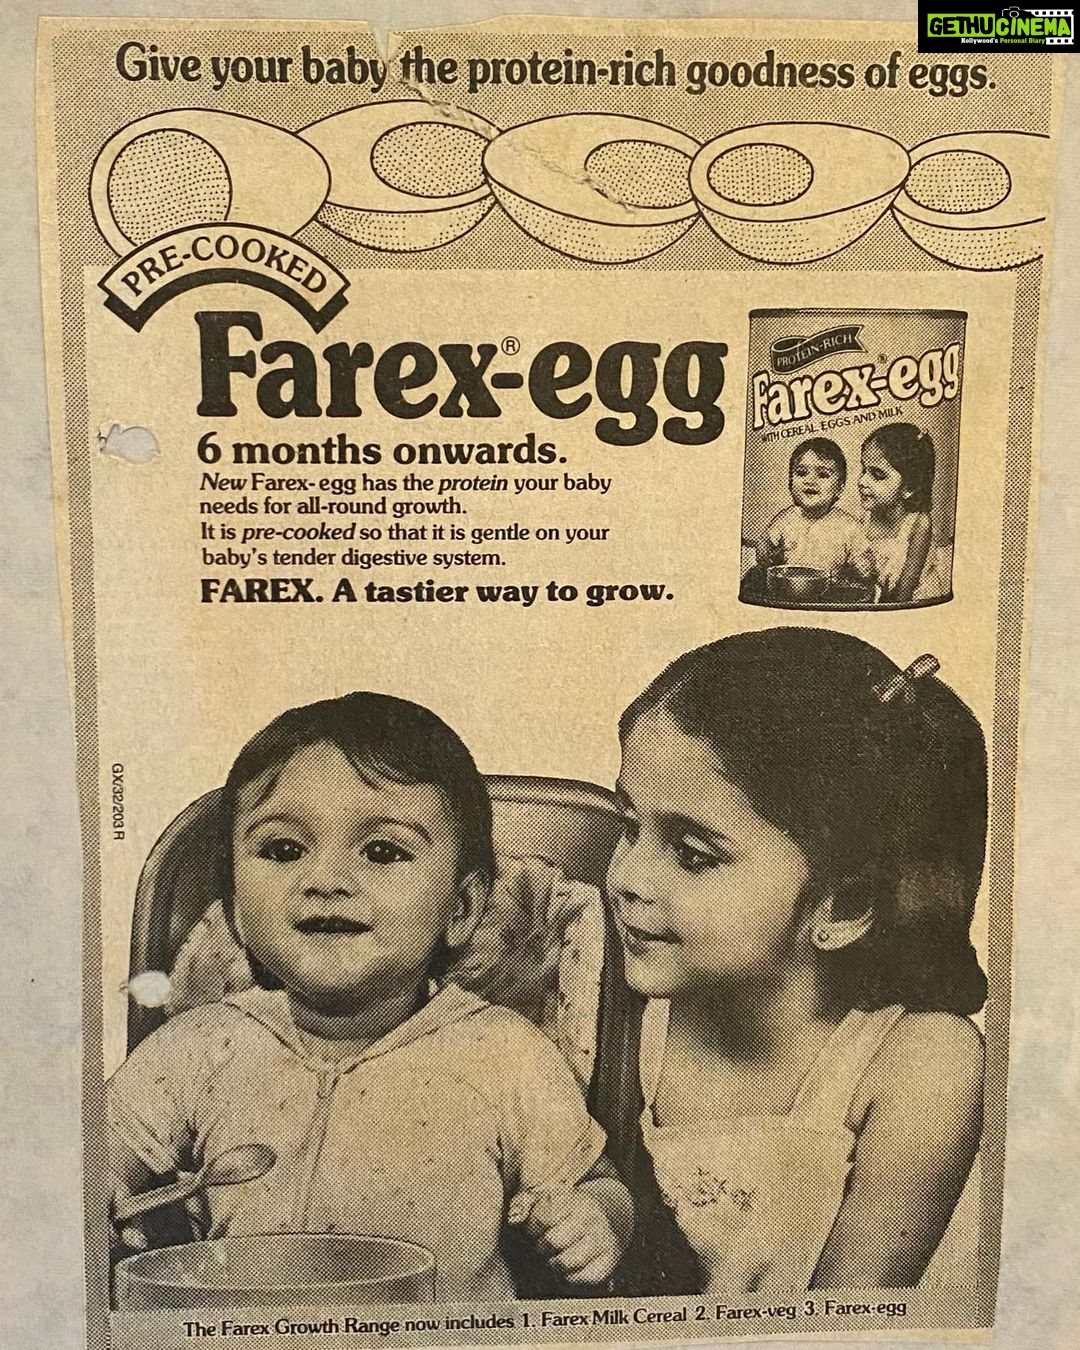 GETHUCINEMA
Kollywood's Personal Diary
Give your baby the protein-rich goodness of eggs.
PRE-COOKED
Farex®-egg
6 months onwards.
New Farex-egg has the protein your baby
needs for all-round growth.
It is pre-cooked so that it is gentle on your
baby's tender digestive system.
FAREX. A tastier way to grow.
PROTEIN-RICH
Farex®-egg
WITH CEREAL, EGGS AND MILK
GX/32/203 R
The Farex Growth Range now includes 1. Farex Milk Cereal 2. Farex-veg 3. Farex-egg